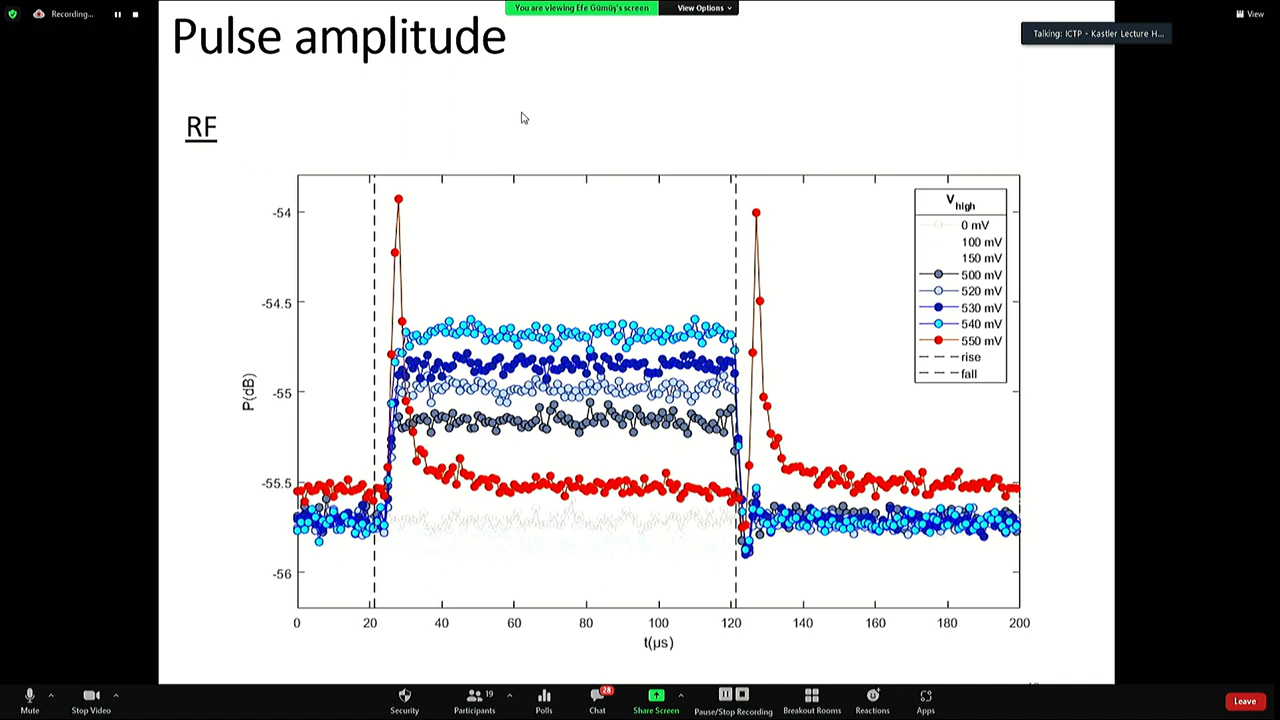 Recording...
You are viewing Efe Gümüş's screen
View Options
View
Talking: ICTP - Kastler Lecture H...
Pulse amplitude
RF
Vhigh
0 mV
100 mV
150 mV
500 mV
520 mV
530 mV
540 mV
550 mV
rise
fall
P(dB)
-54
-54.5
-55
-55.5
-56
0 20 40 60 80 100 120 140 160 180 200
t(μs)
Mute
Stop Video
Security
Participants 19
Polls
Chat 28
Share Screen
Pause/Stop Recording
Breakout Rooms
Reactions
Apps
Leave